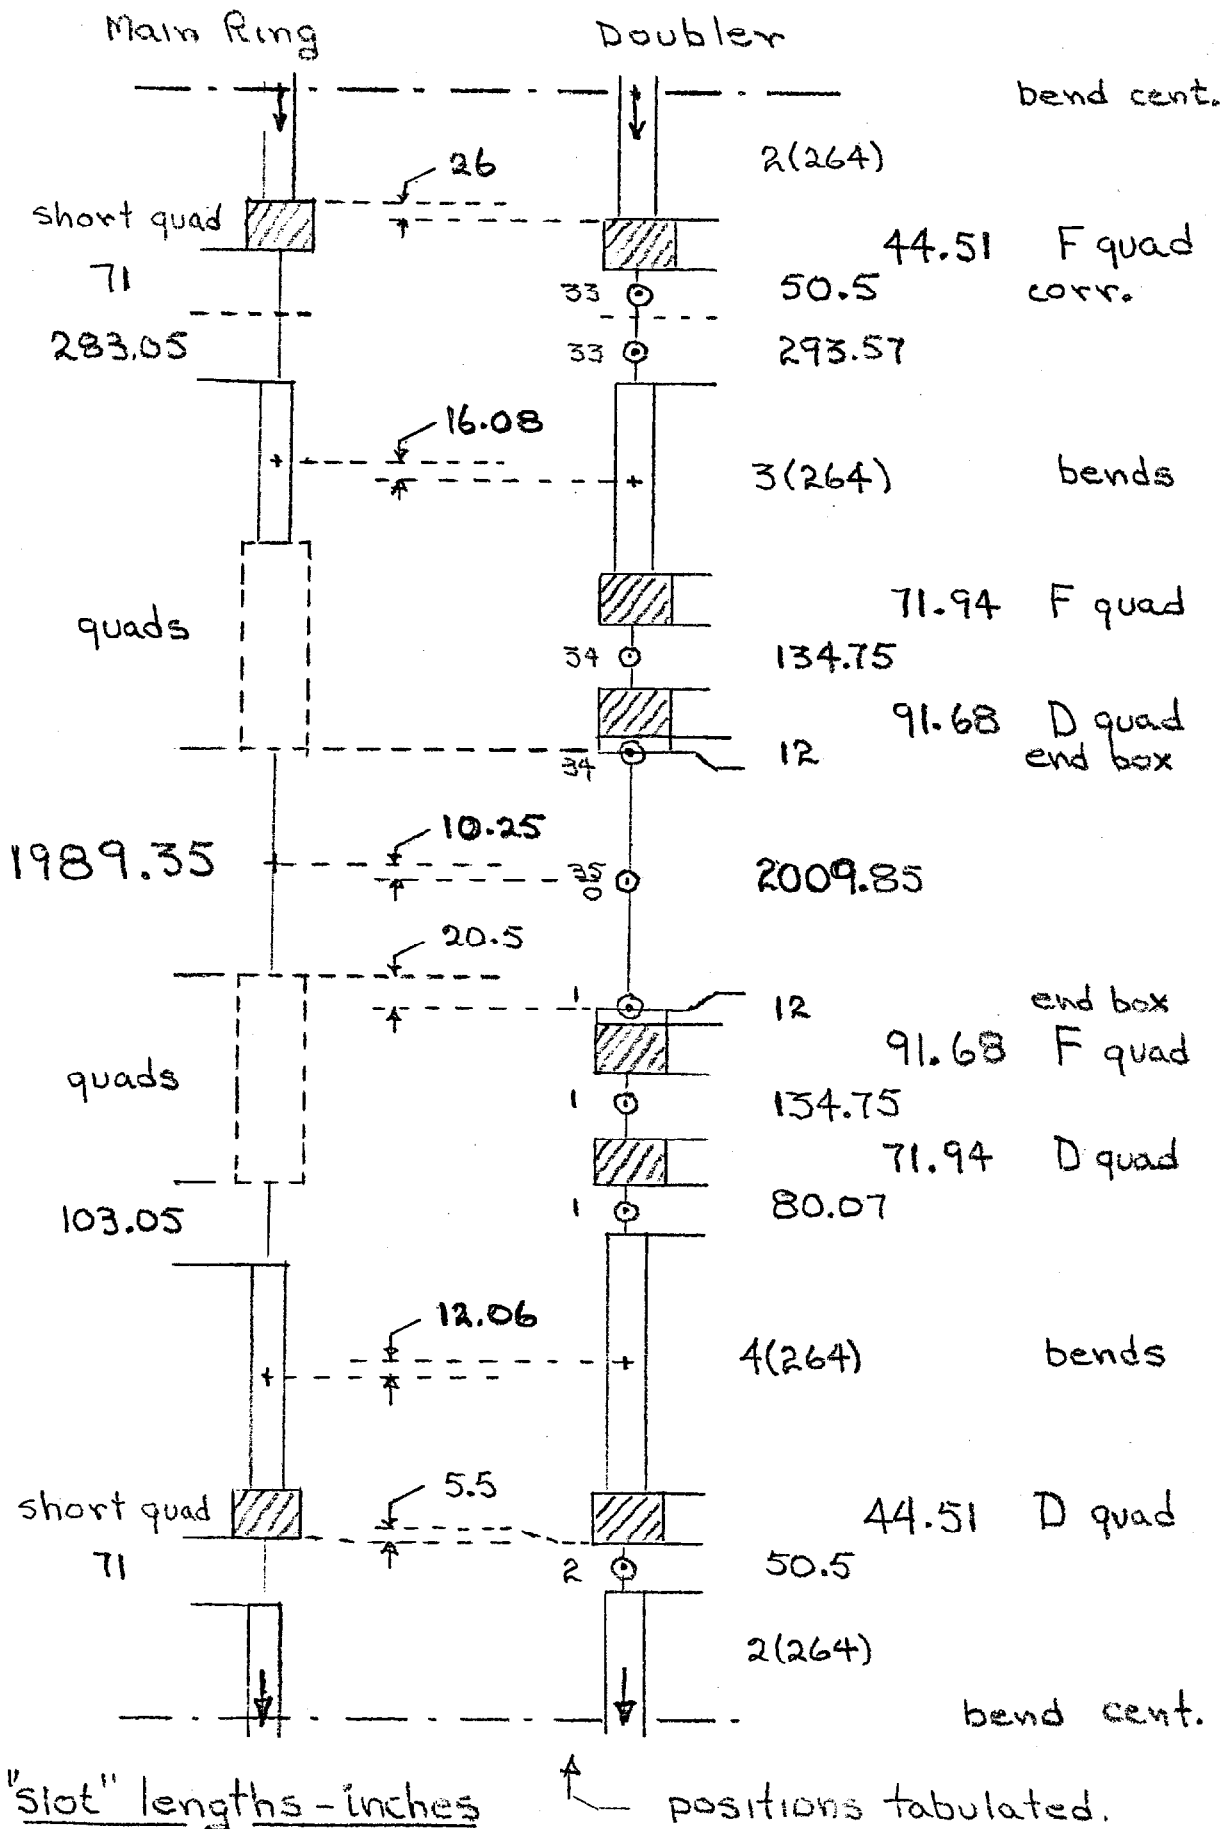 Main Ring Doubler
bend cent.
26 2(264)
short quad
44.51 F quad
71 33 50.5 corr.
283.05 33 293.57
16.08
3(264) bends
71.94 F quad
quads
34 134.75
91.68 D quad
34 12 end box
10.25
1989.35 35 2009.85
0
20.5
1 12 end box
91.68 F quad
quads
1 134.75
71.94 D quad
103.05 1 80.07
12.06
4(264) bends
5.5
short quad 44.51 D quad
71 2 50.5
2(264)
bend cent.
"slot" lengths - inches positions tabulated.